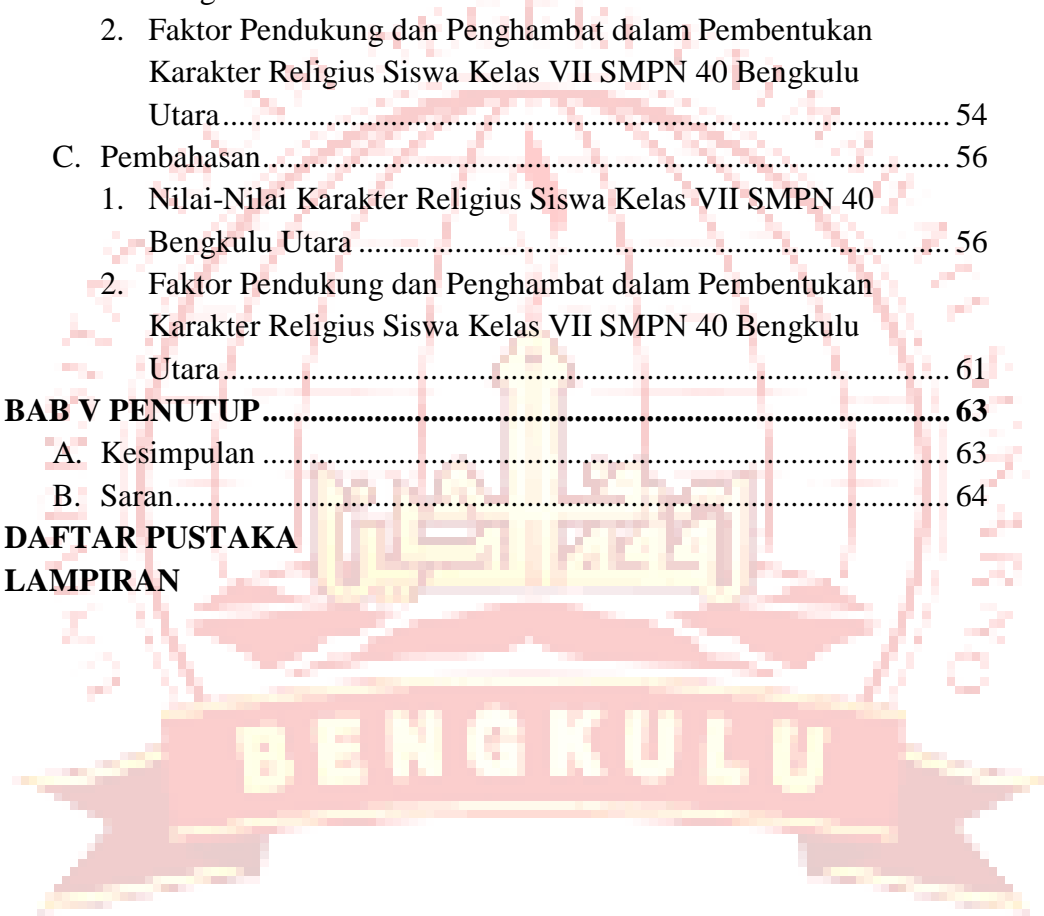 2. Faktor Pendukung dan Penghambat dalam Pembentukan
Karakter Religius Siswa Kelas VII SMPN 40 Bengkulu
Utara.......................................................................................... 54
C. Pembahasan..................................................................................... 56
1. Nilai-Nilai Karakter Religius Siswa Kelas VII SMPN 40
Bengkulu Utara ......................................................................... 56
2. Faktor Pendukung dan Penghambat dalam Pembentukan
Karakter Religius Siswa Kelas VII SMPN 40 Bengkulu
Utara.......................................................................................... 61
BAB V PENUTUP..................................................................................... 63
A. Kesimpulan ...................................................................................... 63
B. Saran................................................................................................ 64
DAFTAR PUSTAKA
LAMPIRAN
BENGKULU